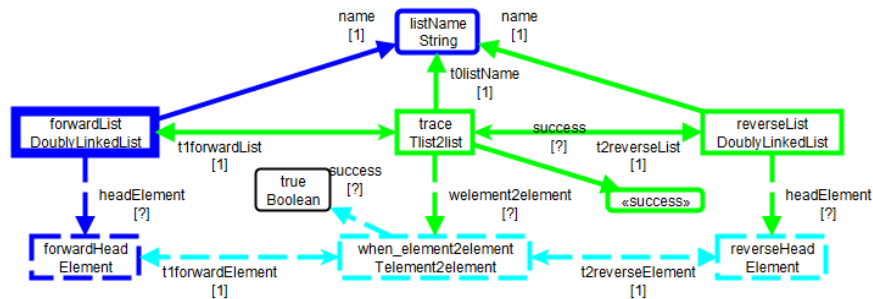 name
[1]
listName
String
name
[1]
t0listName
[1]
forwardList
DoublyLinkedList
t1forwardList
[1]
trace
Tlist2list
success
[?]
t2reverseList
[1]
reverseList
DoublyLinkedList
headElement
[?]
true
Boolean
success
[?]
welement2element
[?]
«success»
headElement
[?]
forwardHead
Element
t1forwardElement
[1]
when_element2element
Telement2element
t2reverseElement
[1]
reverseHead
Element